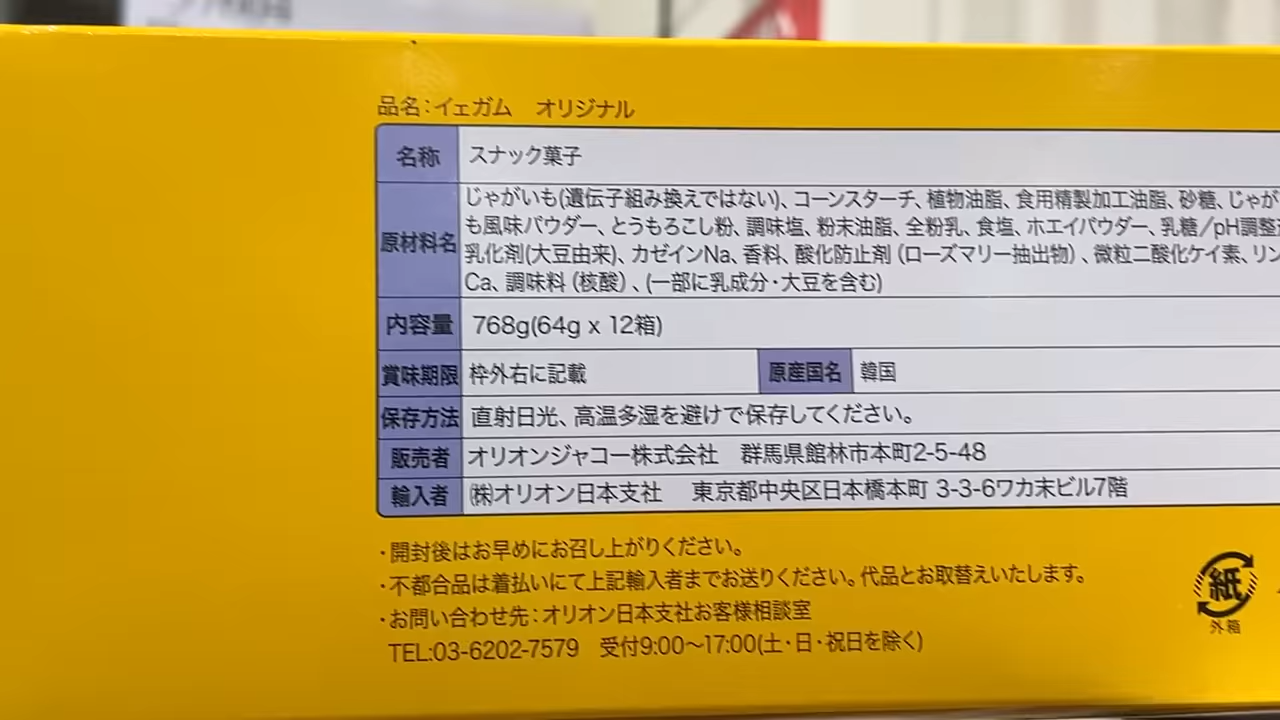 品名：イェガム　オリジナル
名称 スナック菓子
原材料名 じゃがいも(遺伝子組み換えではない)、コーンスターチ、植物油脂、食用精製加工油脂、砂糖、じゃが
も風味パウダー、とうもろこし粉、調味塩、粉末油脂、全粉乳、食塩、ホエイパウダー、乳糖／pH調整
乳化剤(大豆由来)、カゼインNa、香料、酸化防止剤（ローズマリー抽出物）、微粒二酸化ケイ素、リン
Ca、調味料（核酸）、(一部に乳成分・大豆を含む)
内容量 768g(64g x 12箱)
賞味期限 枠外右に記載 原産国名 韓国
保存方法 直射日光、高温多湿を避けて保存してください。
販売者 オリオンジャコー株式会社　群馬県館林市本町2-5-48
輸入者 ㈱オリオン日本支社　東京都中央区日本橋本町 3-3-6ワカ末ビル7階
・開封後はお早めにお召し上がりください。
・不都合品は着払いにて上記輸入者までお送りください。代品とお取替えいたします。
・お問い合わせ先：オリオン日本支社お客様相談室
TEL:03-6202-7579　受付9:00～17:00(土・日・祝日を除く)
紙
外箱